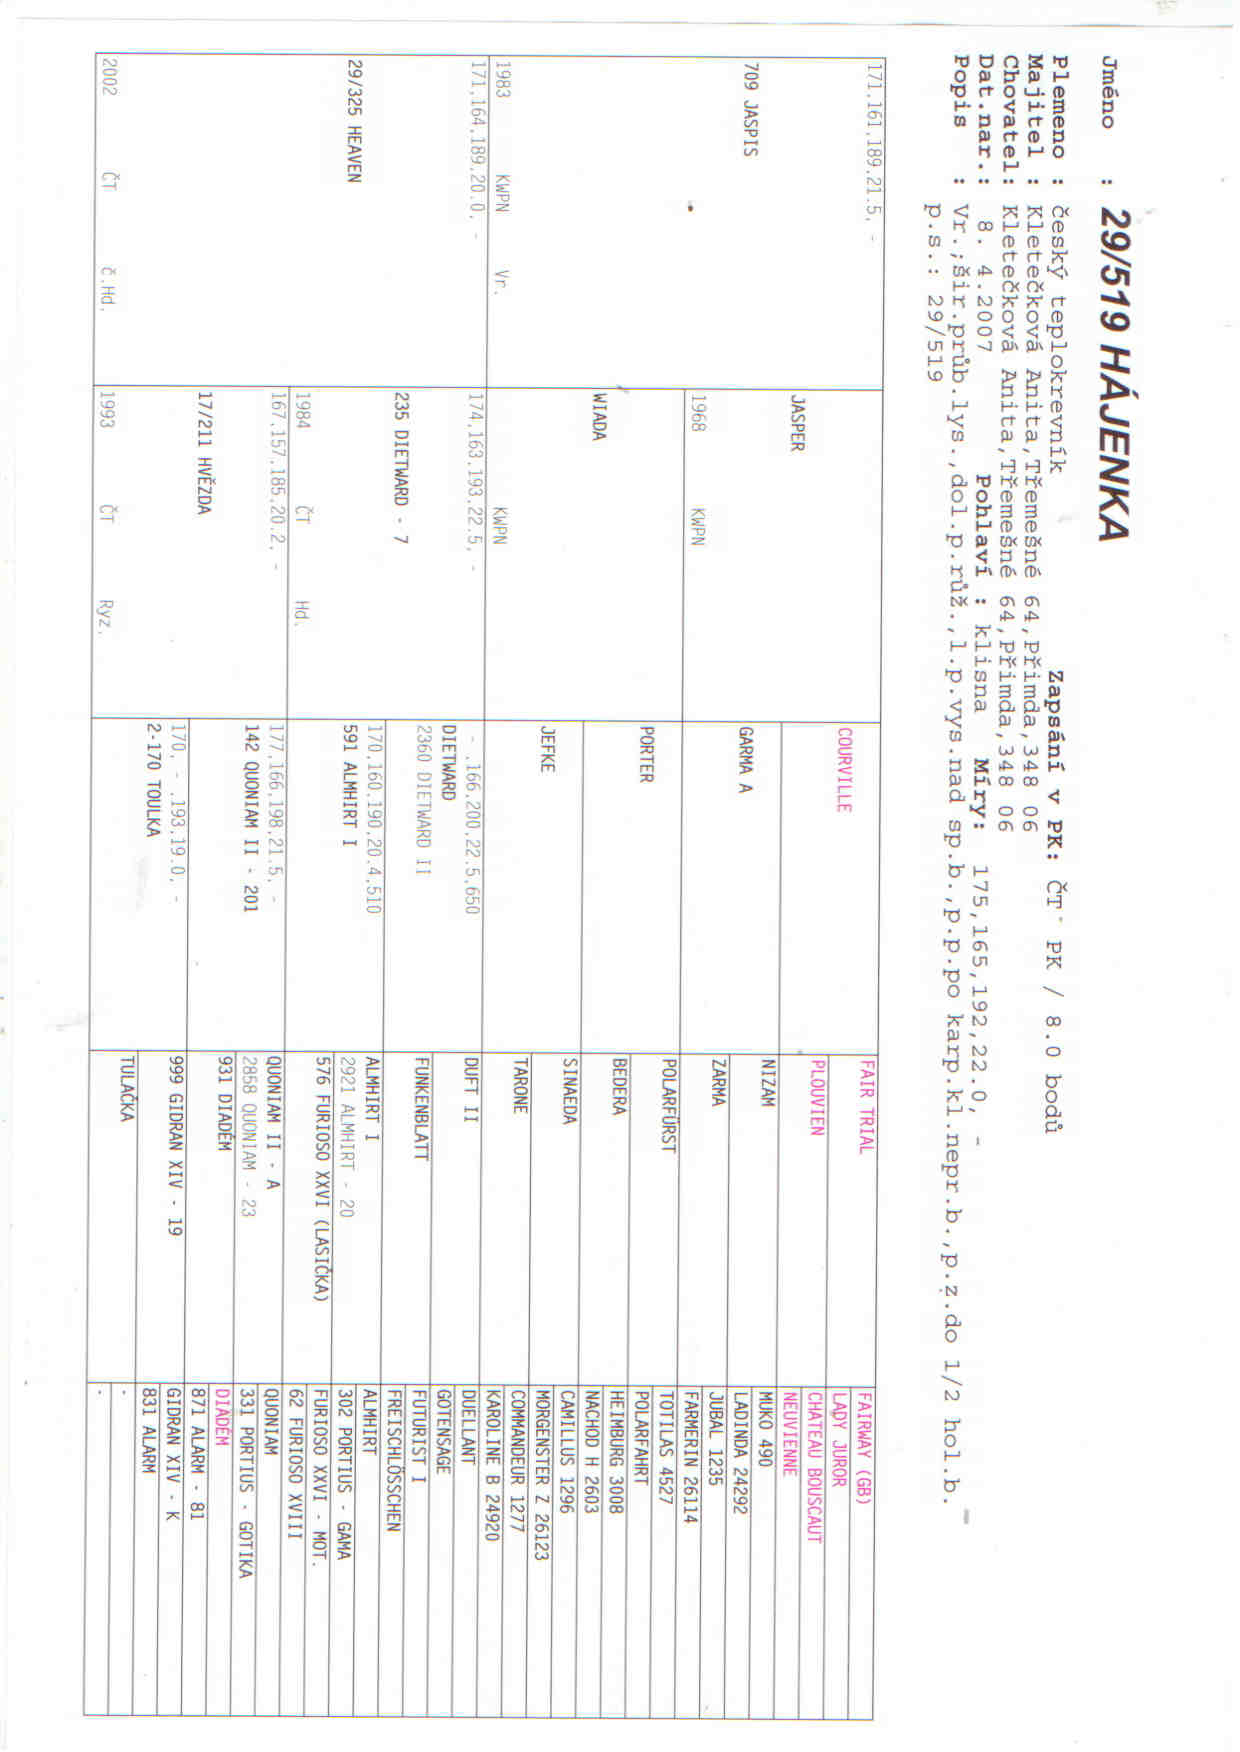 Jméno : 29/519 HÁJENKA
Plemeno : český teplokrevník Zapsání v PK: ČT PK / 8.0 bodů
Majitel : Kletečková Anita,Třemešné 64,Přimda,348 06
Chovatel: Kletečková Anita,Třemešné 64,Přimda,348 06
Dat.nar.: 8. 4.2007 Pohlaví : klisna Míry: 175,165,192,22.0, -
Popis : Vr.;šir.průb.lys.,dol.p.růž.,l.p.vys.nad sp.b.,p.p.po karp.kl.nepr.b.,p.z.do 1/2 hol.b.
p.s.: 29/519
171.161.189.21.5. -
709 JASPIS
1983 KWPN Vr.
171.164.189.20.0. -
29/325 HEAVEN
2002 ČT č.Hd.
JASPER
1968 KWPN
WIADA
KWPN
174.163.193.22.5. -
235 DIETWARD - 7
1984 ČT Hd.
167.157.185.20.2. -
17/211 HVĚZDA
1993 ČT Ryz.
COURVILLE
GARMA A
PORTER
JEFKE
- .166.200.22.5.650
DIETWARD
2360 DIETWARD II
170.160.190.20.4.510
591 ALMHIRT I
177.166.198.21.5. -
142 QUONIAM II - 201
170. - .193.19.0. -
2-170 TOULKA
FAIR TRIAL
PLOUVIEN
NIZAM
ZARMA
POLARFÜRST
BEDERA
SINAEDA
TARONE
DUFT II
FUNKENBLATT
ALMHIRT I
2921 ALMHIRT - 20
576 FURIOSO XXVI (LASIČKA)
QUONIAM II - A
2858 QUONIAM - 23
931 DIADÉM
999 GIDRAN XIV - 19
TULAČKA
FAIRWAY (GB)
LADY JUROR
CHATEAU BOUSCAUT
NEUVIENNE
MUKO 490
LADINDA 24292
JUBAL 1235
FARMERIN 26114
TOTILAS 4527
POLARFAHRT
HEIMBURG 3008
NACHOD H 2603
CAMILLUS 1296
MORGENSTER Z 26123
COMMANDEUR 1277
KAROLINE B 24920
DUELLANT
GOTENSAGE
FUTURIST I
FREISCHLÖSSCHEN
ALMHIRT
302 PORTIUS - GAMA
FURIOSO XXVI - MOT.
62 FURIOSO XVIII
QUONIAM
331 PORTIUS - GOTIKA
DIADÉM
871 ALARM - 81
GIDRAN XIV - K
831 ALARM
-
-